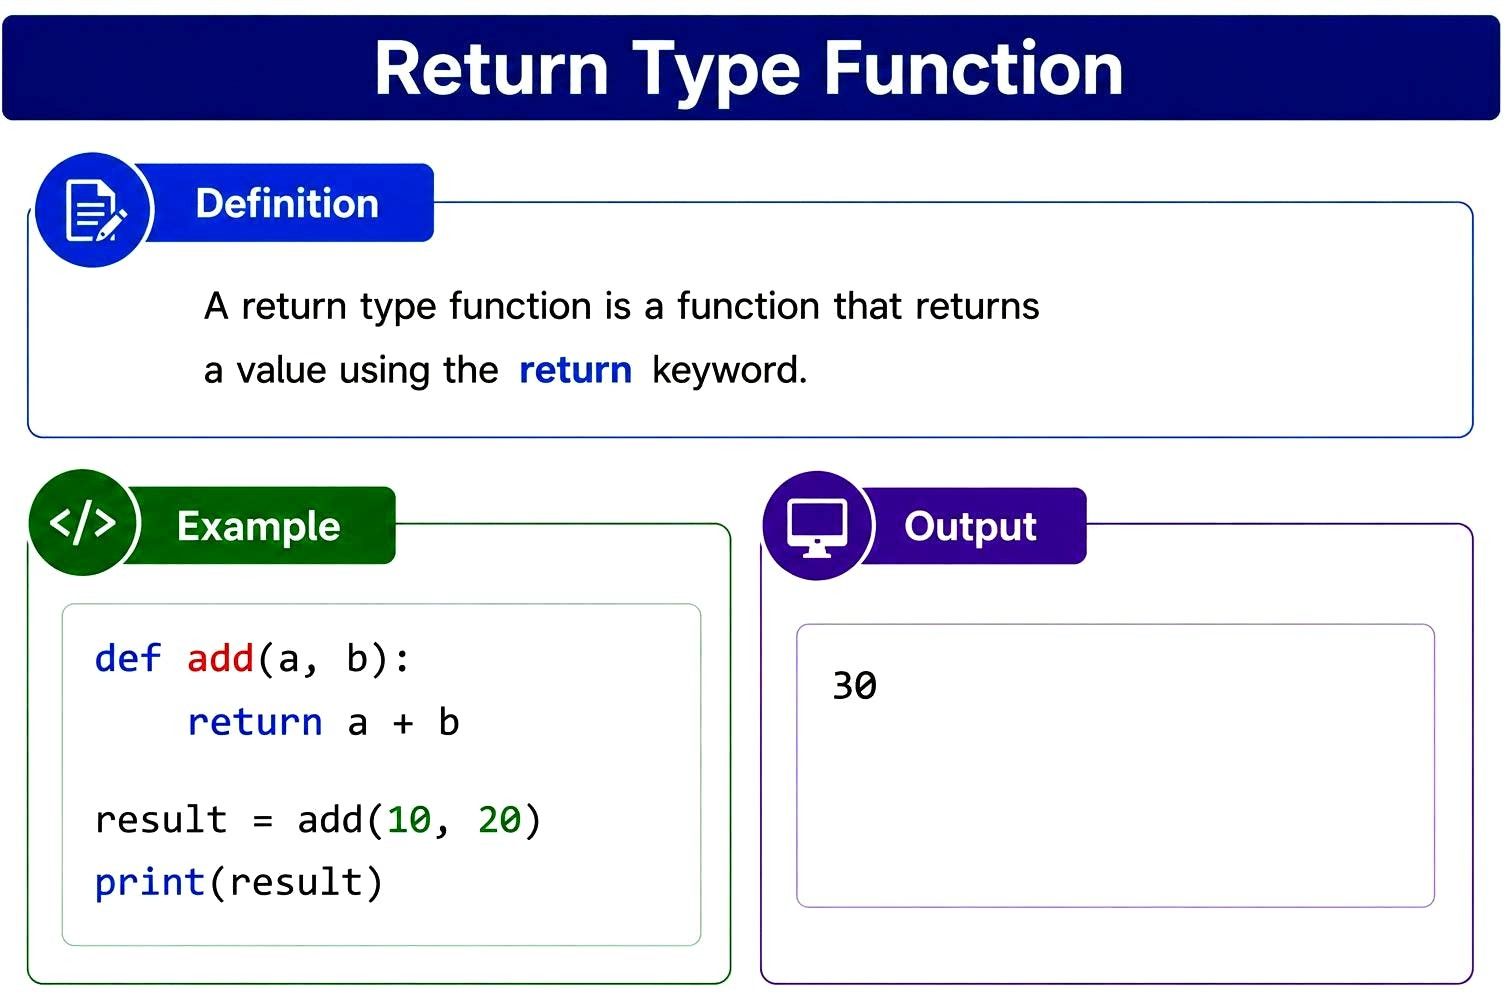 Return Type Function
Definition
A return type function is a function that returns
a value using the return keyword.
Example
def add(a, b):
    return a + b
result = add(10, 20)
print(result)
Output
30